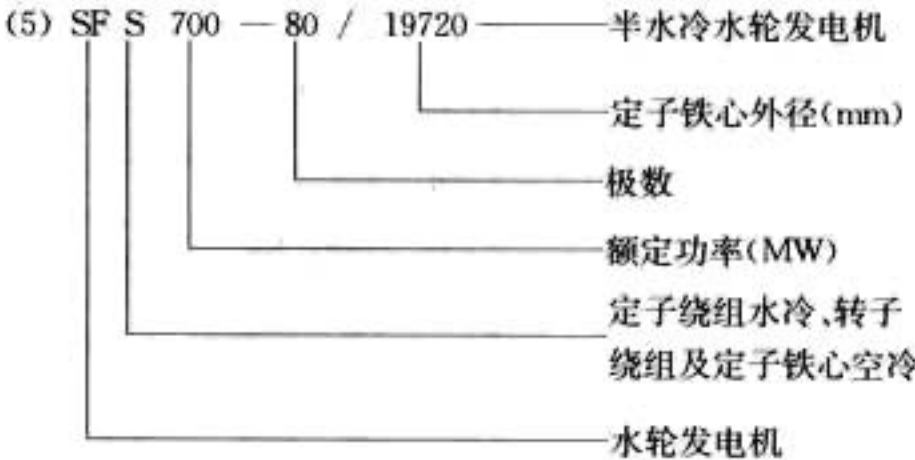 (5) SF S 700 — 80 / 19720 半水冷水轮发电机
定子铁心外径(mm)
极数
额定功率(MW)
定子绕组水冷、转子
绕组及定子铁心空冷
水轮发电机